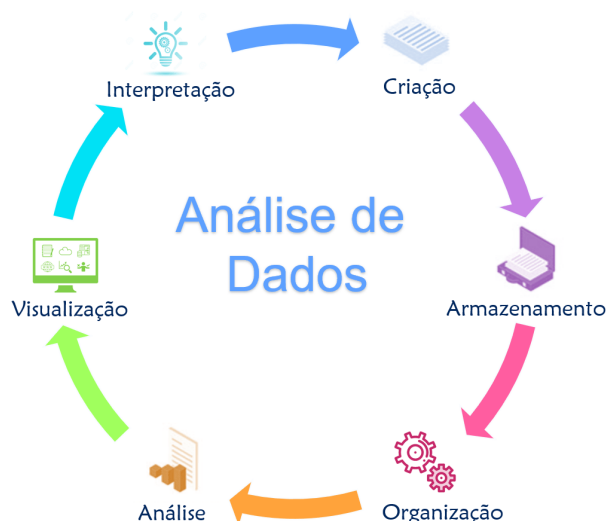 Interpretação
Criação
Análise de
Dados
Visualização
Armazenamento
Análise
Organização